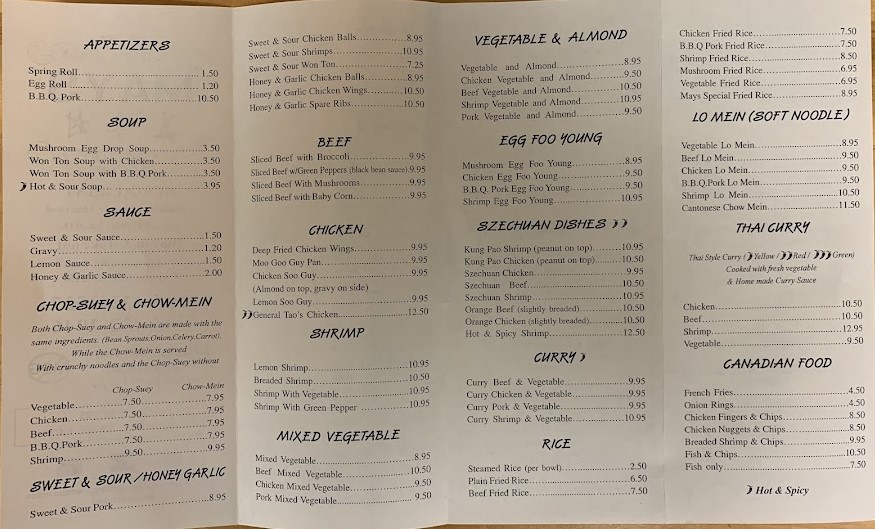 APPETIZERS
Spring Roll 1.50
Egg Roll 1.20
B.B.Q. Pork 10.50
SOUP
Mushroom Egg Drop Soup 3.50
Won Ton Soup with Chicken 3.50
Won Ton Soup with B.B.Q Pork 3.50
Hot & Sour Soup 3.95
SAUCE
Sweet & Sour Sauce 1.50
Gravy 1.20
Lemon Sauce 1.50
Honey & Garlic Sauce 2.00
CHOP-SUEY & CHOW-MEIN
Both Chop-Suey and Chow-Mein are made with the
same ingredients. (Bean Sprouts,Onion,Celery,Carrot).
While the Chow-Mein is served
With crunchy noodles and the Chop-Suey without
Chop-Suey Chow-Mein
Vegetable 7.50 7.95
Chicken 7.50 7.95
Beef 7.50 7.95
B.B.Q.Pork 7.50 7.95
Shrimp 9.50 9.95
SWEET & SOUR/HONEY GARLIC
Sweet & Sour Pork 8.95
Sweet & Sour Chicken Balls 8.95
Sweet & Sour Shrimps 10.95
Sweet & Sour Won Ton 7.25
Honey & Garlic Chicken Balls 8.95
Honey & Garlic Chicken Wings 10.50
Honey & Garlic Spare Ribs 10.50
BEEF
Sliced Beef with Broccoli 9.95
Sliced Beef w/Green Peppers (black bean sauce) 9.95
Sliced Beef With Mushrooms 9.95
Sliced Beef with Baby Corn 9.95
CHICKEN
Deep Fried Chicken Wings 9.95
Moo Goo Guy Pan 9.95
Chicken Soo Guy 9.95
(Almond on top, gravy on side)
Lemon Soo Guy 9.95
General Tao's Chicken 12.50
SHRIMP
Lemon Shrimp 10.95
Breaded Shrimp 10.50
Shrimp With Vegetable 10.95
Shrimp With Green Pepper 10.95
MIXED VEGETABLE
Mixed Vegetable 8.95
Beef Mixed Vegetable 10.50
Chicken Mixed Vegetable 9.50
Pork Mixed Vegetable 9.50
VEGETABLE & ALMOND
Vegetable and Almond 8.95
Chicken Vegetable and Almond 9.50
Beef Vegetable and Almond 10.50
Shrimp Vegetable and Almond 10.95
Pork Vegetable and Almond 9.50
EGG FOO YOUNG
Mushroom Egg Foo Young 8.95
Chicken Egg Foo Young 9.50
B.B.Q. Pork Egg Foo Young 9.50
Shrimp Egg Foo Young 10.95
SZECHUAN DISHES
Kung Pao Shrimp (peanut on top) 10.95
Kung Pao Chicken (peanut on top) 10.50
Szechuan Chicken 9.95
Szechuan Beef 10.50
Szechuan Shrimp 10.95
Orange Beef (slightly breaded) 10.50
Orange Chicken (slightly breaded) 10.50
Hot & Spicy Shrimp 12.50
CURRY
Curry Beef & Vegetable 9.95
Curry Chicken & Vegetable 9.95
Curry Pork & Vegetable 9.95
Curry Shrimp & Vegetable 10.95
RICE
Steamed Rice (per bowl) 2.50
Plain Fried Rice 6.50
Beef Fried Rice 7.50
Chicken Fried Rice 7.50
B.B.Q Pork Fried Rice 7.50
Shrimp Fried Rice 8.50
Mushroom Fried Rice 6.95
Vegetable Fried Rice 6.95
Mays Special Fried Rice 8.95
LO MEIN (SOFT NOODLE)
Vegetable Lo Mein 8.95
Beef Lo Mein 9.50
Chicken Lo Mein 9.50
B.B.Q.Pork Lo Mein 9.50
Shrimp Lo Mein 10.50
Cantonese Chow Mein 11.50
THAI CURRY
Thai Style Curry (Yellow / Red / Green)
Cooked with fresh vegetable
& Home made Curry Sauce
Chicken 10.50
Beef 10.50
Shrimp 12.95
Vegetable 9.50
CANADIAN FOOD
French Fries 4.50
Onion Rings 4.50
Chicken Fingers & Chips 8.50
Chicken Nuggets & Chips 8.50
Breaded Shrimp & Chips 9.95
Fish & Chips 10.50
Fish only 7.50
Hot & Spicy